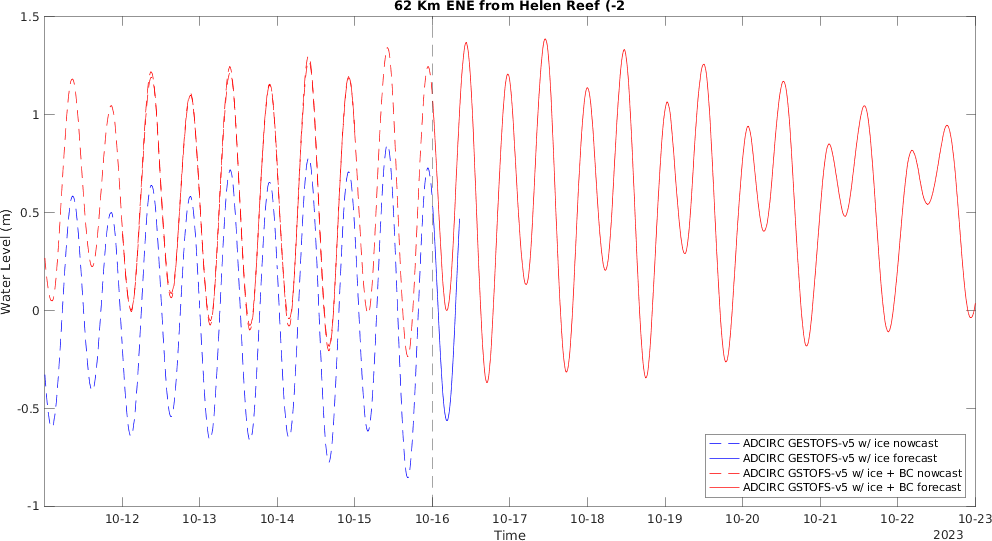 62 Km ENE from Helen Reef (-2
Water Level (m)
1.5
1
0.5
0
-0.5
-1
10-12 10-13 10-14 10-15 10-16 10-17 10-18 10-19 10-20 10-21 10-22 10-23
Time
2023
ADCIRC GESTOFS-v5 w/ ice nowcast
ADCIRC GESTOFS-v5 w/ ice forecast
ADCIRC GSTOFS-v5 w/ ice + BC nowcast
ADCIRC GSTOFS-v5 w/ ice + BC forecast